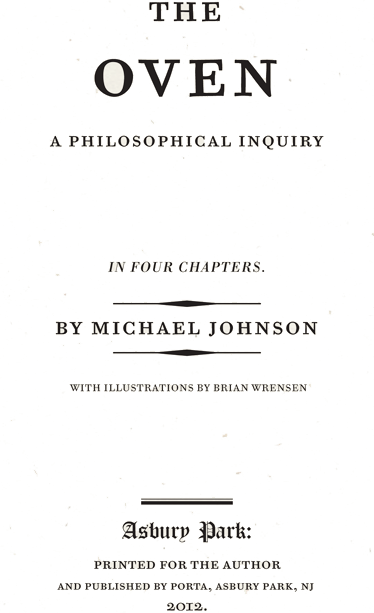 THE
OVEN
A PHILOSOPHICAL INQUIRY
IN FOUR CHAPTERS.
BY MICHAEL JOHNSON
WITH ILLUSTRATIONS BY BRIAN WRENSEN
Asbury Park:
PRINTED FOR THE AUTHOR
AND PUBLISHED BY PORTA, ASBURY PARK, NJ
2012.